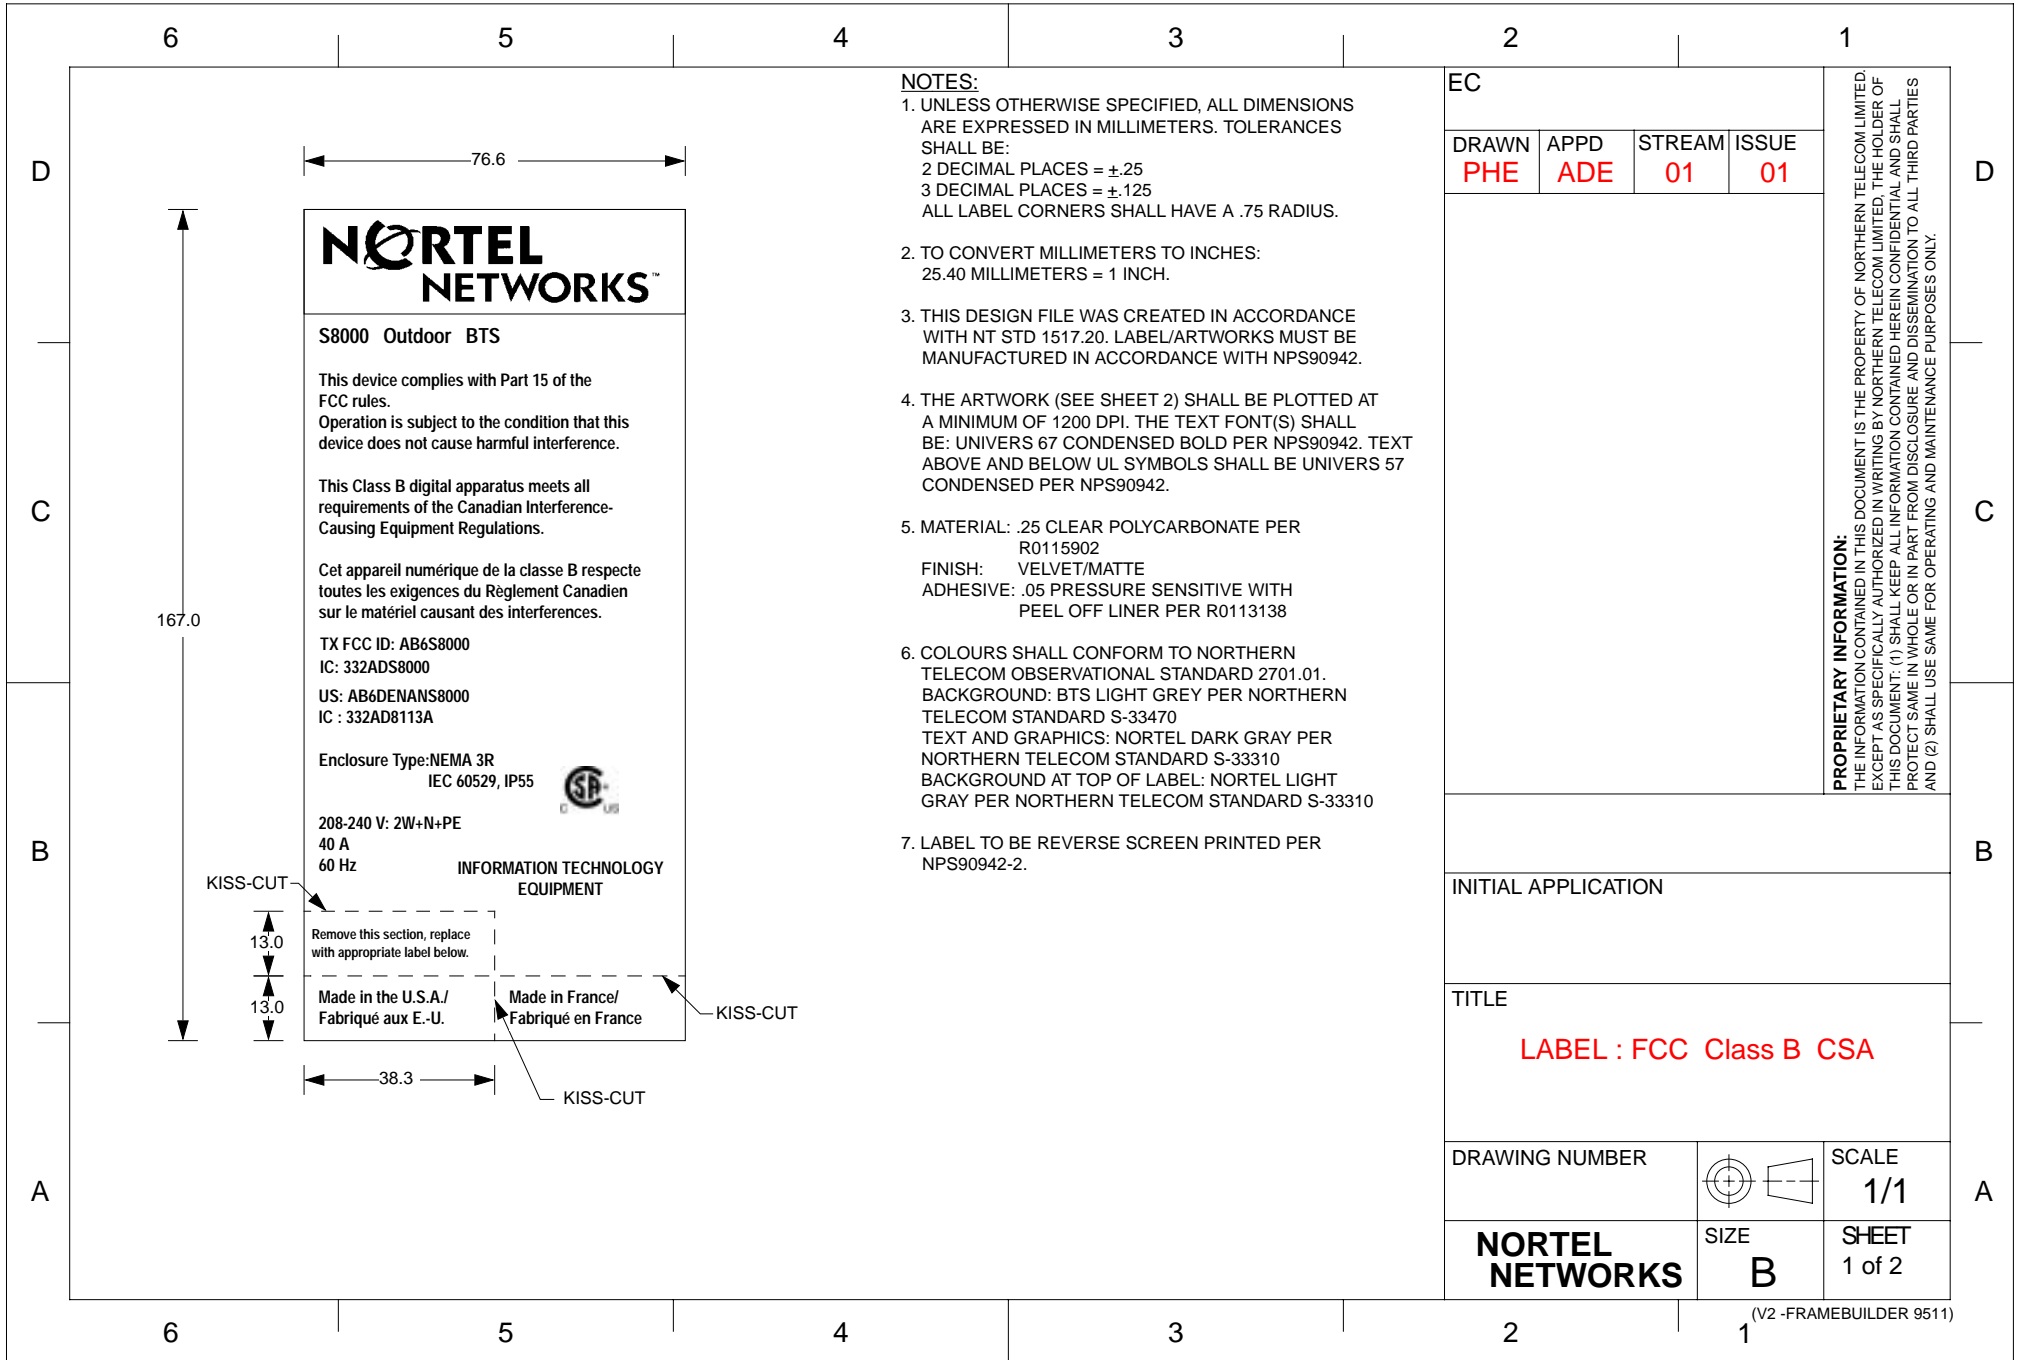 6 5 4 3 2 1
D
C
B
A
76.6
167.0
NORTEL
NETWORKS™
S8000 Outdoor BTS
This device complies with Part 15 of the
FCC rules.
Operation is subject to the condition that this
device does not cause harmful interference.
This Class B digital apparatus meets all
requirements of the Canadian Interference-
Causing Equipment Regulations.
Cet appareil numérique de la classe B respecte
toutes les exigences du Règlement Canadien
sur le matériel causant des interferences.
TX FCC ID: AB6S8000
IC: 332ADS8000
US: AB6DENANS8000
IC : 332AD8113A
Enclosure Type:NEMA 3R
IEC 60529, IP55
SA
C US
208-240 V: 2W+N+PE
40 A
60 Hz
INFORMATION TECHNOLOGY
EQUIPMENT
KISS-CUT
13.0
Remove this section, replace
with appropriate label below.
13.0
Made in the U.S.A./
Fabriqué aux E.-U.
Made in France/
Fabriqué en France
KISS-CUT
38.3
KISS-CUT
NOTES:
1. UNLESS OTHERWISE SPECIFIED, ALL DIMENSIONS
ARE EXPRESSED IN MILLIMETERS. TOLERANCES
SHALL BE:
2 DECIMAL PLACES = ±.25
3 DECIMAL PLACES = ±.125
ALL LABEL CORNERS SHALL HAVE A .75 RADIUS.
2. TO CONVERT MILLIMETERS TO INCHES:
25.40 MILLIMETERS = 1 INCH.
3. THIS DESIGN FILE WAS CREATED IN ACCORDANCE
WITH NT STD 1517.20. LABEL/ARTWORKS MUST BE
MANUFACTURED IN ACCORDANCE WITH NPS90942.
4. THE ARTWORK (SEE SHEET 2) SHALL BE PLOTTED AT
A MINIMUM OF 1200 DPI. THE TEXT FONT(S) SHALL
BE: UNIVERS 67 CONDENSED BOLD PER NPS90942. TEXT
ABOVE AND BELOW UL SYMBOLS SHALL BE UNIVERS 57
CONDENSED PER NPS90942.
5. MATERIAL: .25 CLEAR POLYCARBONATE PER
R0115902
FINISH: VELVET/MATTE
ADHESIVE: .05 PRESSURE SENSITIVE WITH
PEEL OFF LINER PER R0113138
6. COLOURS SHALL CONFORM TO NORTHERN
TELECOM OBSERVATIONAL STANDARD 2701.01.
BACKGROUND: BTS LIGHT GREY PER NORTHERN
TELECOM STANDARD S-33470
TEXT AND GRAPHICS: NORTEL DARK GRAY PER
NORTHERN TELECOM STANDARD S-33310
BACKGROUND AT TOP OF LABEL: NORTEL LIGHT
GRAY PER NORTHERN TELECOM STANDARD S-33310
7. LABEL TO BE REVERSE SCREEN PRINTED PER
NPS90942-2.
EC
DRAWN APPD STREAM ISSUE
PHE ADE 01 01
PROPRIETARY INFORMATION:
THE INFORMATION CONTAINED IN THIS DOCUMENT IS THE PROPERTY OF NORTHERN TELECOM LIMITED.
EXCEPT AS SPECIFICALLY AUTHORIZED IN WRITING BY NORTHERN TELECOM LIMITED, THE HOLDER OF
THIS DOCUMENT: (1) SHALL KEEP ALL INFORMATION CONTAINED HEREIN CONFIDENTIAL AND SHALL
PROTECT SAME IN WHOLE OR IN PART FROM DISCLOSURE AND DISSEMINATION TO ALL THIRD PARTIES
AND (2) SHALL USE SAME FOR OPERATING AND MAINTENANCE PURPOSES ONLY.
INITIAL APPLICATION
TITLE
LABEL : FCC Class B CSA
DRAWING NUMBER
SCALE
1/1
NORTEL
NETWORKS
SIZE
B
SHEET
1 of 2
D
C
B
A
(V2 -FRAMEBUILDER 9511)
6 5 4 3 2 1